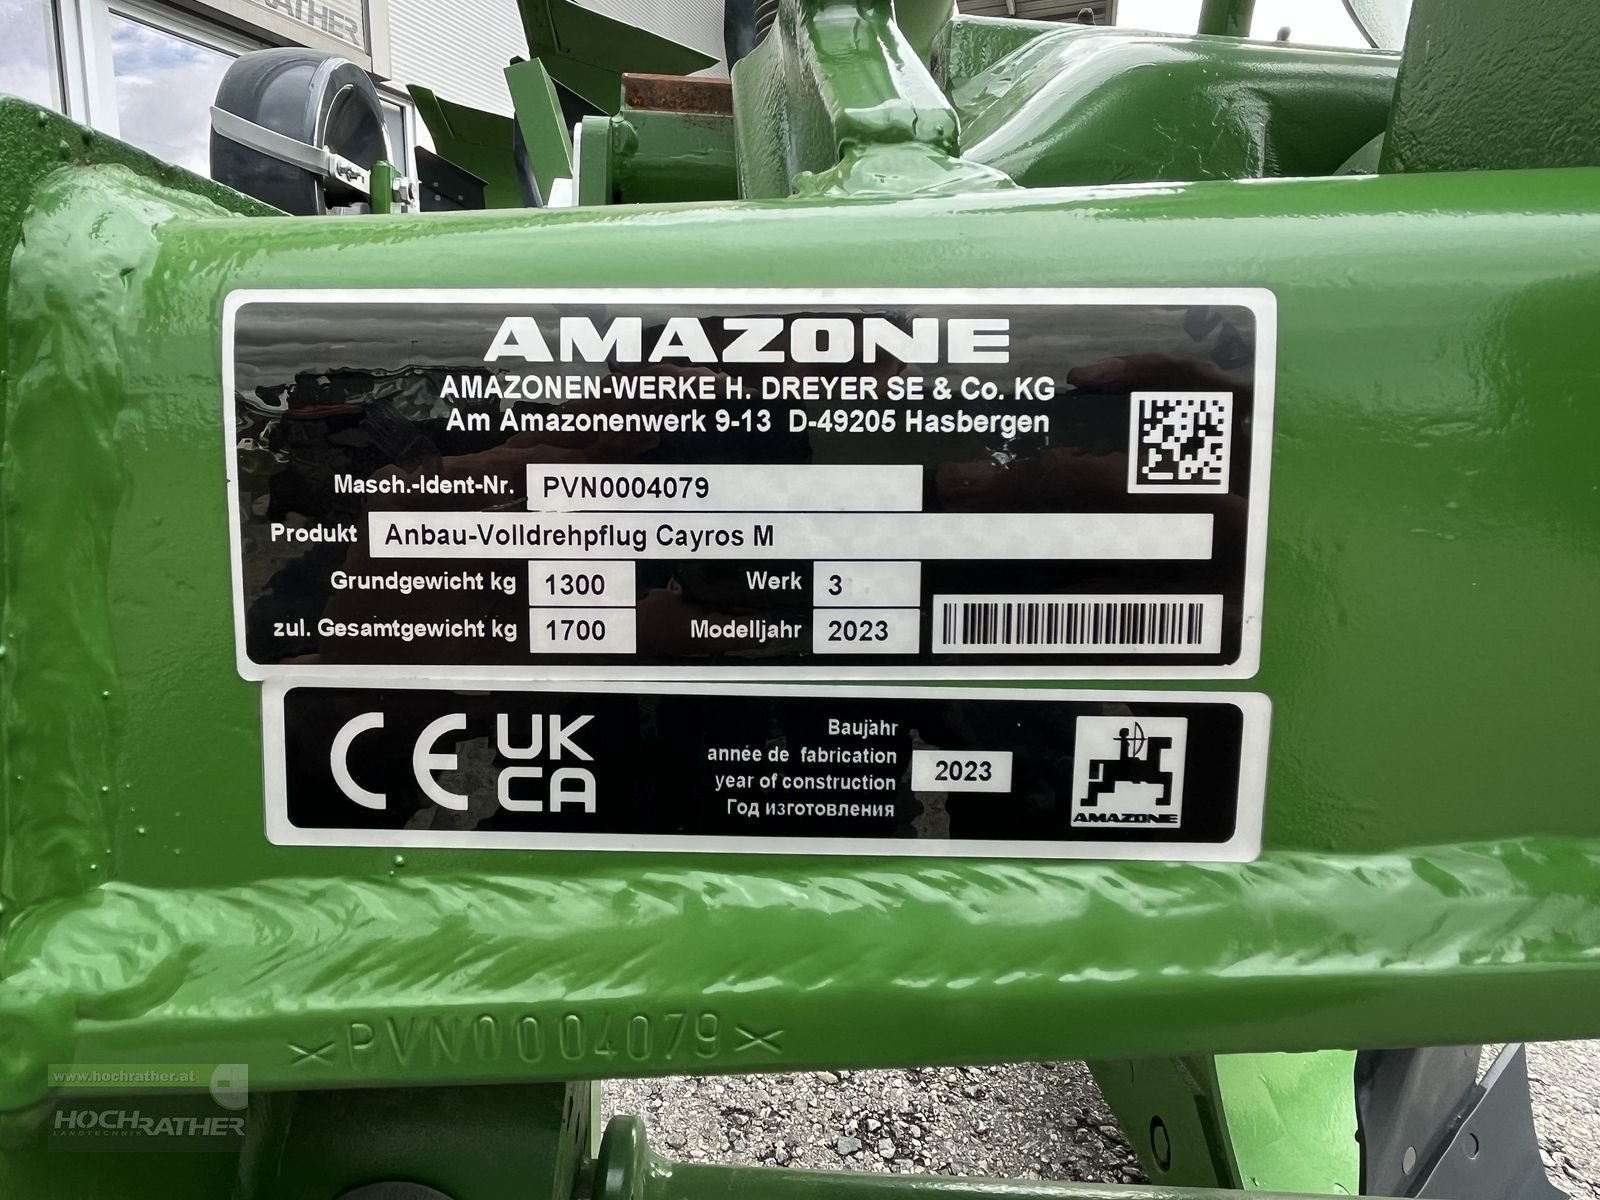 RATHER
AMAZONE
AMAZONEN-WERKE H. DREYER SE & Co. KG
Am Amazonenwerk 9-13 D-49205 Hasbergen
Masch.-Ident-Nr. PVN0004079
Produkt Anbau-Volldrehpflug Cayros M
Grundgewicht kg 1300 Werk 3
zul. Gesamtgewicht kg 1700 Modelljahr 2023
CE UK CA
Baujahr
année de fabrication
year of construction 2023
Год изготовления
AMAZONE
PVN0004079
www.hochrather.at
HOCHRATHER
LANDTECHNIK